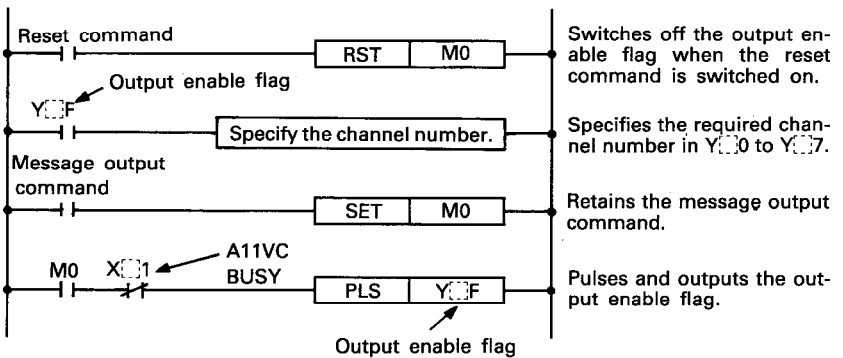 Reset command
RST M0
Switches off the output en-
able flag when the reset
command is switched on.
Output enable flag
Y⬚F
Specify the channel number.
Specifies the required chan-
nel number in Y⬚0 to Y⬚7.
Message output
command
SET M0
Retains the message output
command.
M0
X⬚1
A11VC
BUSY
PLS Y⬚F
Pulses and outputs the out-
put enable flag.
Output enable flag